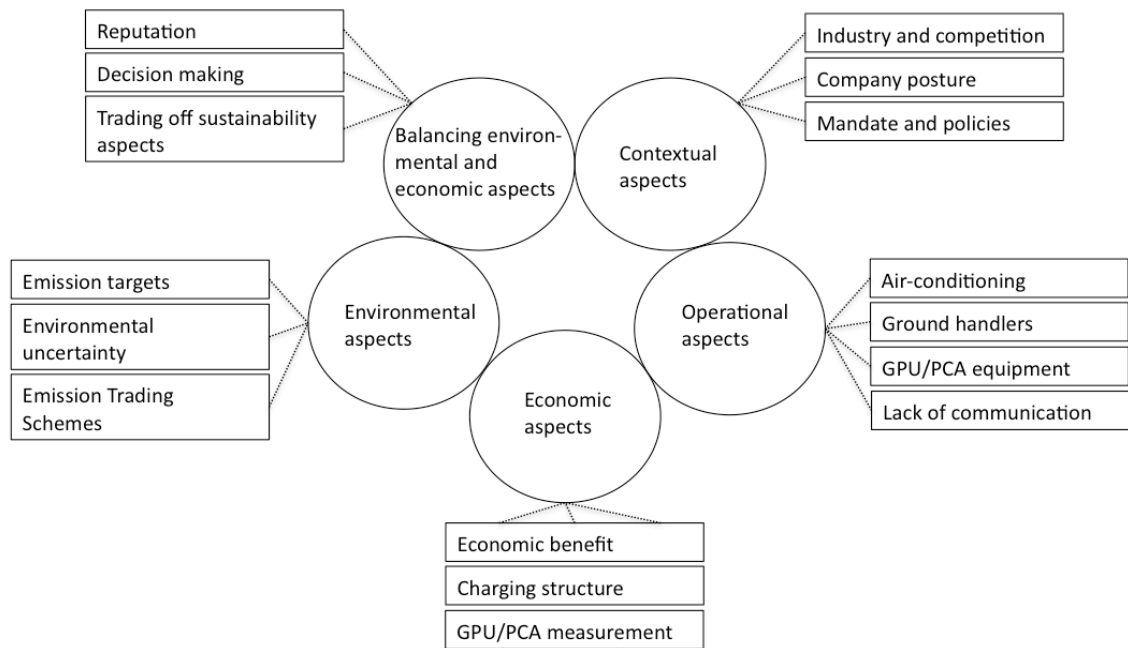 Reputation
Decision making
Trading off sustainability
aspects
Balancing environ-
mental and
economic aspects
Contextual
aspects
Industry and competition
Company posture
Mandate and policies
Emission targets
Environmental
uncertainty
Emission Trading
Schemes
Environmental
aspects
Operational
aspects
Air-conditioning
Ground handlers
GPU/PCA equipment
Lack of communication
Economic
aspects
Economic benefit
Charging structure
GPU/PCA measurement